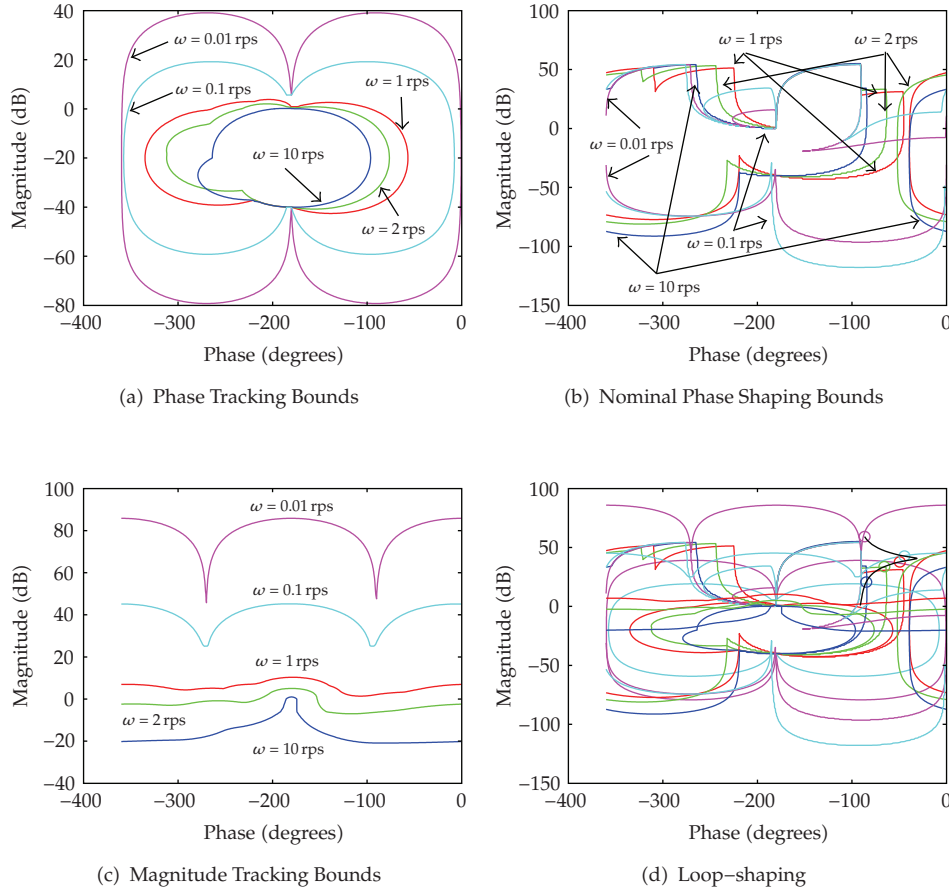 40
20
0
−20
−40
−60
−80
Magnitude (dB)
ω = 0.01 rps
ω = 0.1 rps
ω = 1 rps
ω = 10 rps
ω = 2 rps
−400
−300
−200
−100
0
Phase (degrees)
(a) Phase Tracking Bounds
100
50
0
−50
−100
−150
Magnitude (dB)
ω = 1 rps
ω = 2 rps
ω = 0.01 rps
ω = 0.1 rps
ω = 10 rps
−400
−300
−200
−100
0
Phase (degrees)
(b) Nominal Phase Shaping Bounds
100
80
60
40
20
0
−20
−40
Magnitude (dB)
ω = 0.01 rps
ω = 0.1 rps
ω = 1 rps
ω = 2 rps
ω = 10 rps
−400
−300
−200
−100
0
Phase (degrees)
(c) Magnitude Tracking Bounds
100
50
0
−50
−100
−150
Magnitude (dB)
−400
−300
−200
−100
0
Phase (degrees)
(d) Loop−shaping